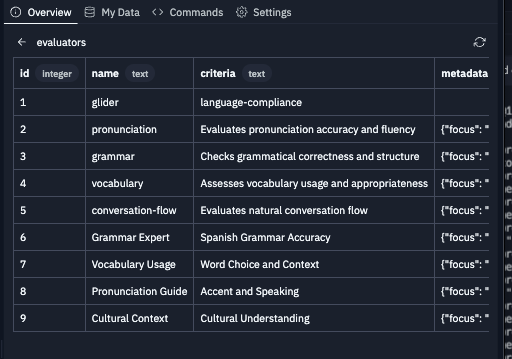 Overview My Data Commands Settings
evaluators
id integer name text criteria text metadata
1 glider language-compliance
2 pronunciation Evaluates pronunciation accuracy and fluency {"focus": "
3 grammar Checks grammatical correctness and structure {"focus": "
4 vocabulary Assesses vocabulary usage and appropriateness {"focus": "
5 conversation-flow Evaluates natural conversation flow {"focus": "
6 Grammar Expert Spanish Grammar Accuracy {"focus": "
7 Vocabulary Usage Word Choice and Context {"focus": "
8 Pronunciation Guide Accent and Speaking {"focus": "
9 Cultural Context Cultural Understanding {"focus": "